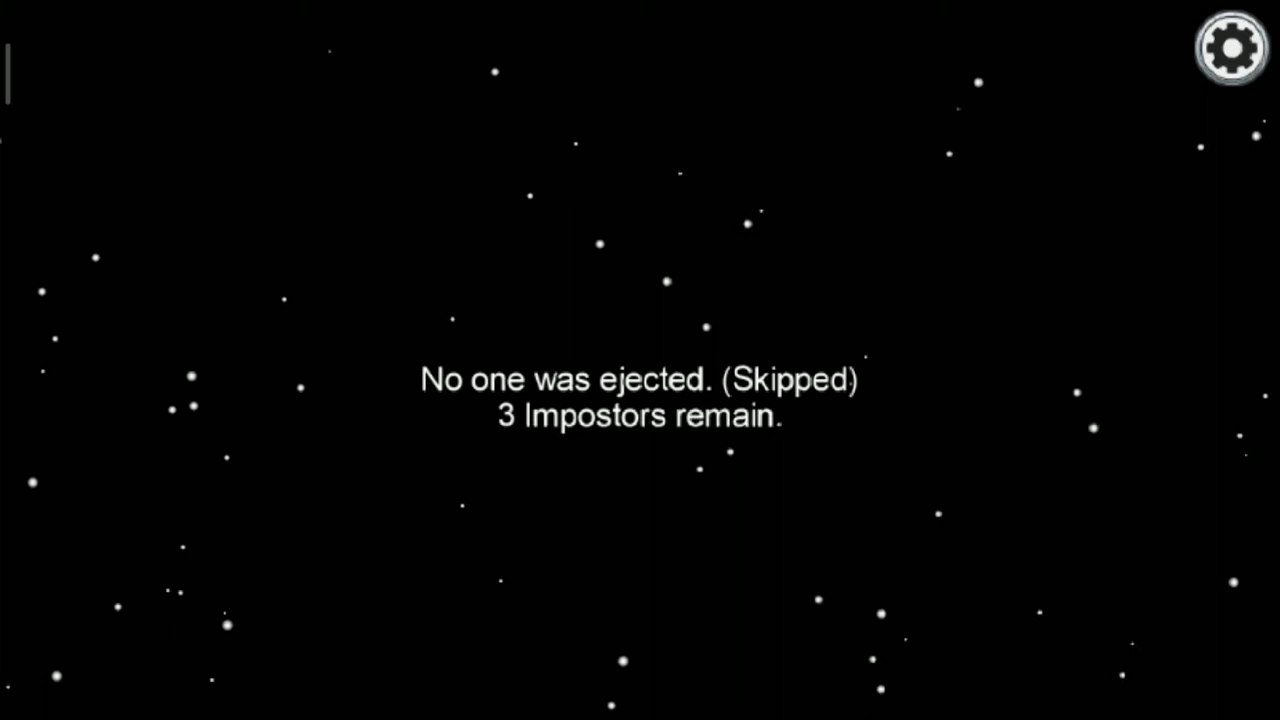 No one was ejected. (Skipped)
3 Impostors remain.